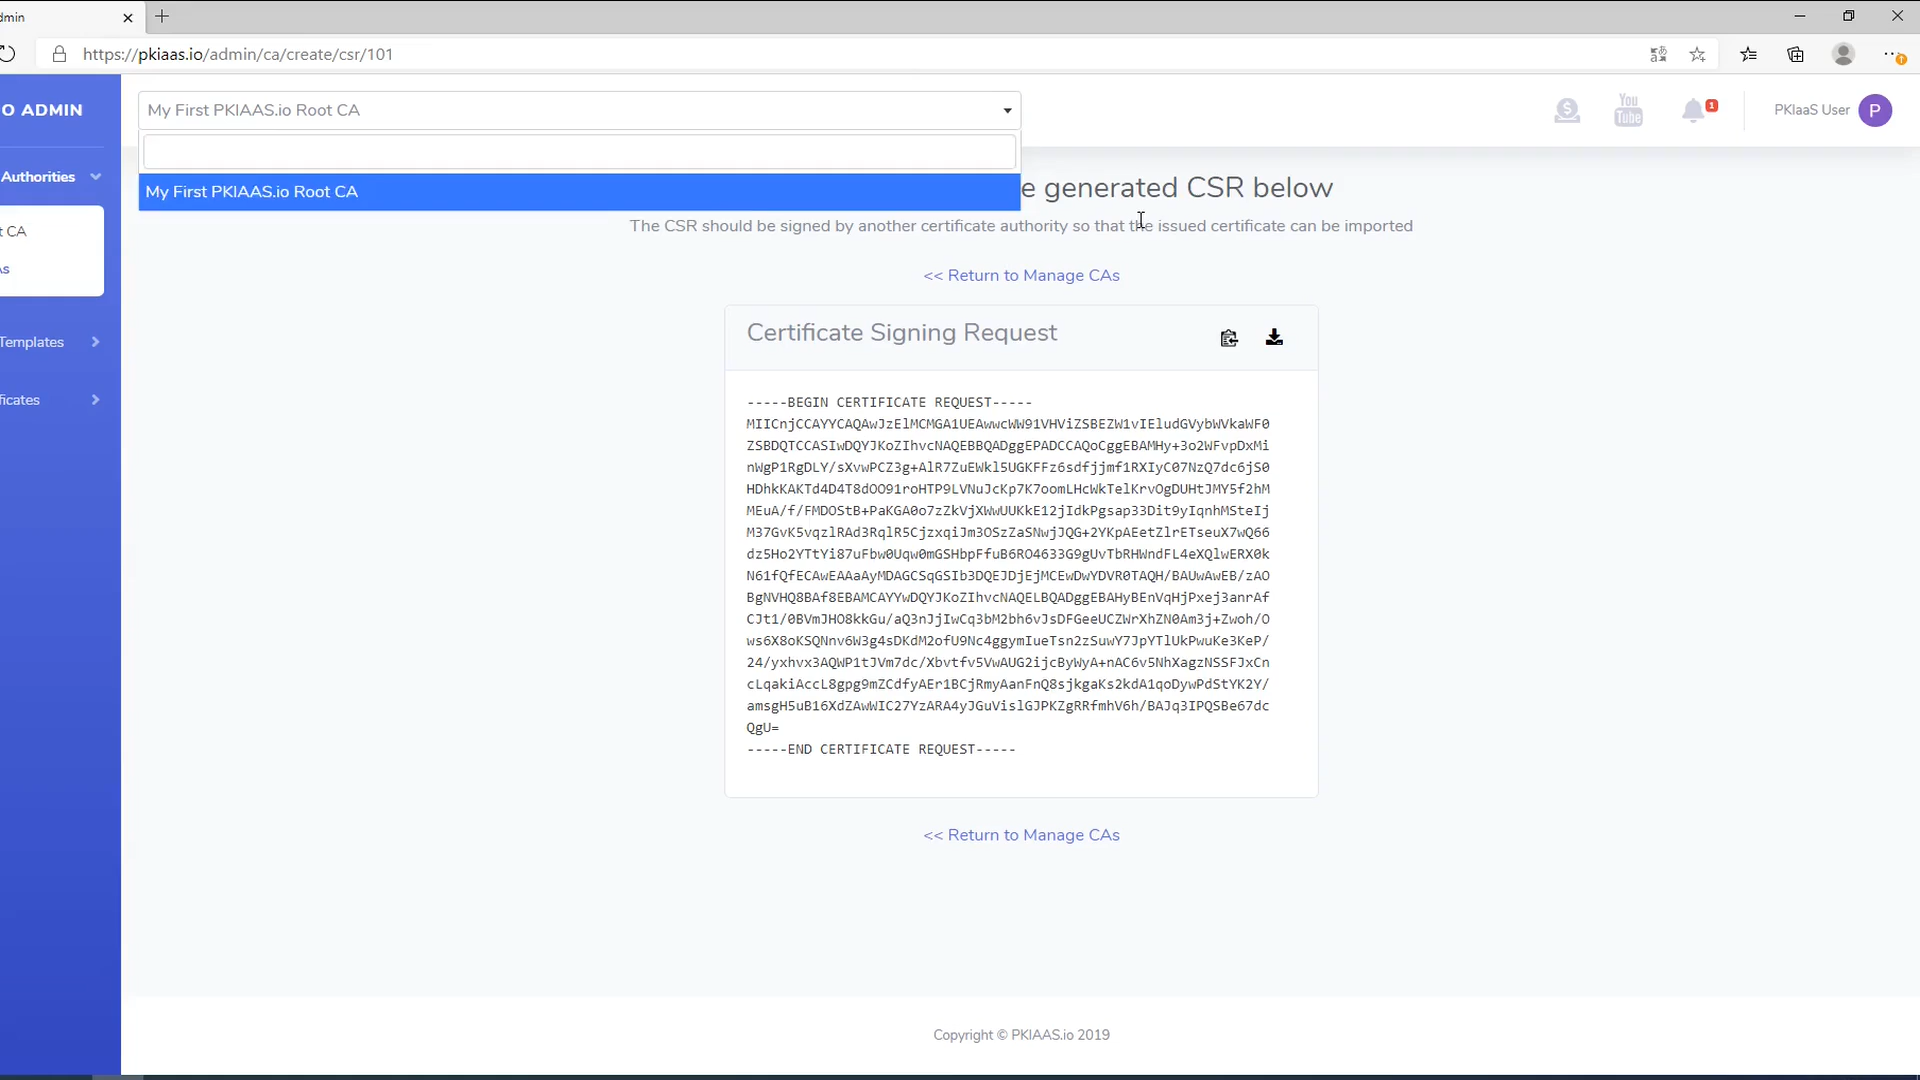 dmin
https://pkiaas.io/admin/ca/create/csr/101
O ADMIN
My First PKIAAS.io Root CA
You
Tube
1
PKIaaS User
P
Authorities
My First PKIAAS.io Root CA
e generated CSR below
The CSR should be signed by another certificate authority so that the issued certificate can be imported
t CA
As
<< Return to Manage CAs
Certificate Signing Request
Templates
ficates
-----BEGIN CERTIFICATE REQUEST-----
MIICnjCCAYYCAQAwJzElMCMGA1UEAwwcWW91VHViZSBEZW1vIEludGVybWVkaWF0
ZSBDQTCCASIwDQYJKoZIhvcNAQEBBQADggEPADCCAQoCggEBAMHy+3o2WFvpDxMi
nWgP1RgDLY/sXvwPCZ3g+AlR7ZuEWkl5UGKFFz6sdfjjmf1RXIyC07NzQ7dc6jS0
HDhkKAKTd4D4T8dOO91roHTP9LVNuJcKp7K7oomLHcWkTelKrvOgDUHtJMY5f2hM
MEuA/f/FMDOStB+PaKGA0o7zZkVjXWwUUKkE12jIdkPgsap33Dit9yIqnhMSteIj
M37GvK5vqzlRAd3RqlR5CjzxqiJm3OSzZaSNwjJQG+2YKpAEetZlrETseuX7wQ66
dz5Ho2YTtYi87uFbw0Uqw0mGSHbpFfuB6RO4633G9gUvTbRHWndFL4eXQlwERX0k
N61fQfECAwEAAaAyMDAGCSqGSIb3DQEJDjEjMCEwDwYDVR0TAQH/BAUwAwEB/zAO
BgNVHQ8BAf8EBAMCAYYwDQYJKoZIhvcNAQELBQADggEBAHyBEnVqHjPxej3anrAf
CJt1/0BVmJHO8kkGu/aQ3nJjIwCq3bM2bh6vJsDFGeeUCZWrXhZN0Am3j+Zwoh/O
ws6X8oKSQNnv6W3g4sDKdM2ofU9Nc4ggymIueTsn2zSuwY7JpYTlUkPwuKe3KeP/
24/yxhvx3AQWP1tJVm7dc/Xbvtfv5VwAUG2ijcByWyA+nAC6v5NhXagzNSSFJxCn
cLqakiAccL8gpg9mZCdfyAEr1BCjRmyAanFnQ8sjkgaKs2kdA1qoDywPdStYK2Y/
amsgH5uB16XdZAwWIC27YzARA4yJGuVislGJPKZgRRfmhV6h/BAJq3IPQSBe67dc
QgU=
-----END CERTIFICATE REQUEST-----
<< Return to Manage CAs
Copyright © PKIAAS.io 2019